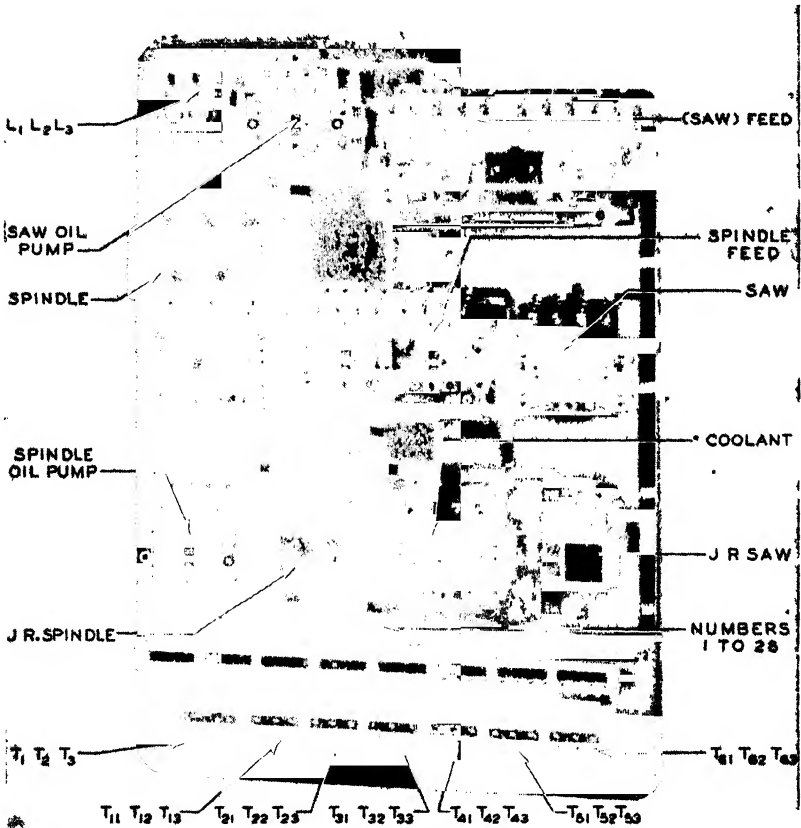 L1 L2 L3
(SAW) FEED
SAW OIL
PUMP
SPINDLE
FEED
SPINDLE
SAW
SPINDLE
OIL PUMP
COOLANT
J R SAW
J R. SPINDLE
NUMBERS
1 TO 28
T1 T2 T3
T61 T62 T63
T11 T12 T13
T21 T22 T23
T31 T32 T33
T41 T42 T43
T51 T52 T53